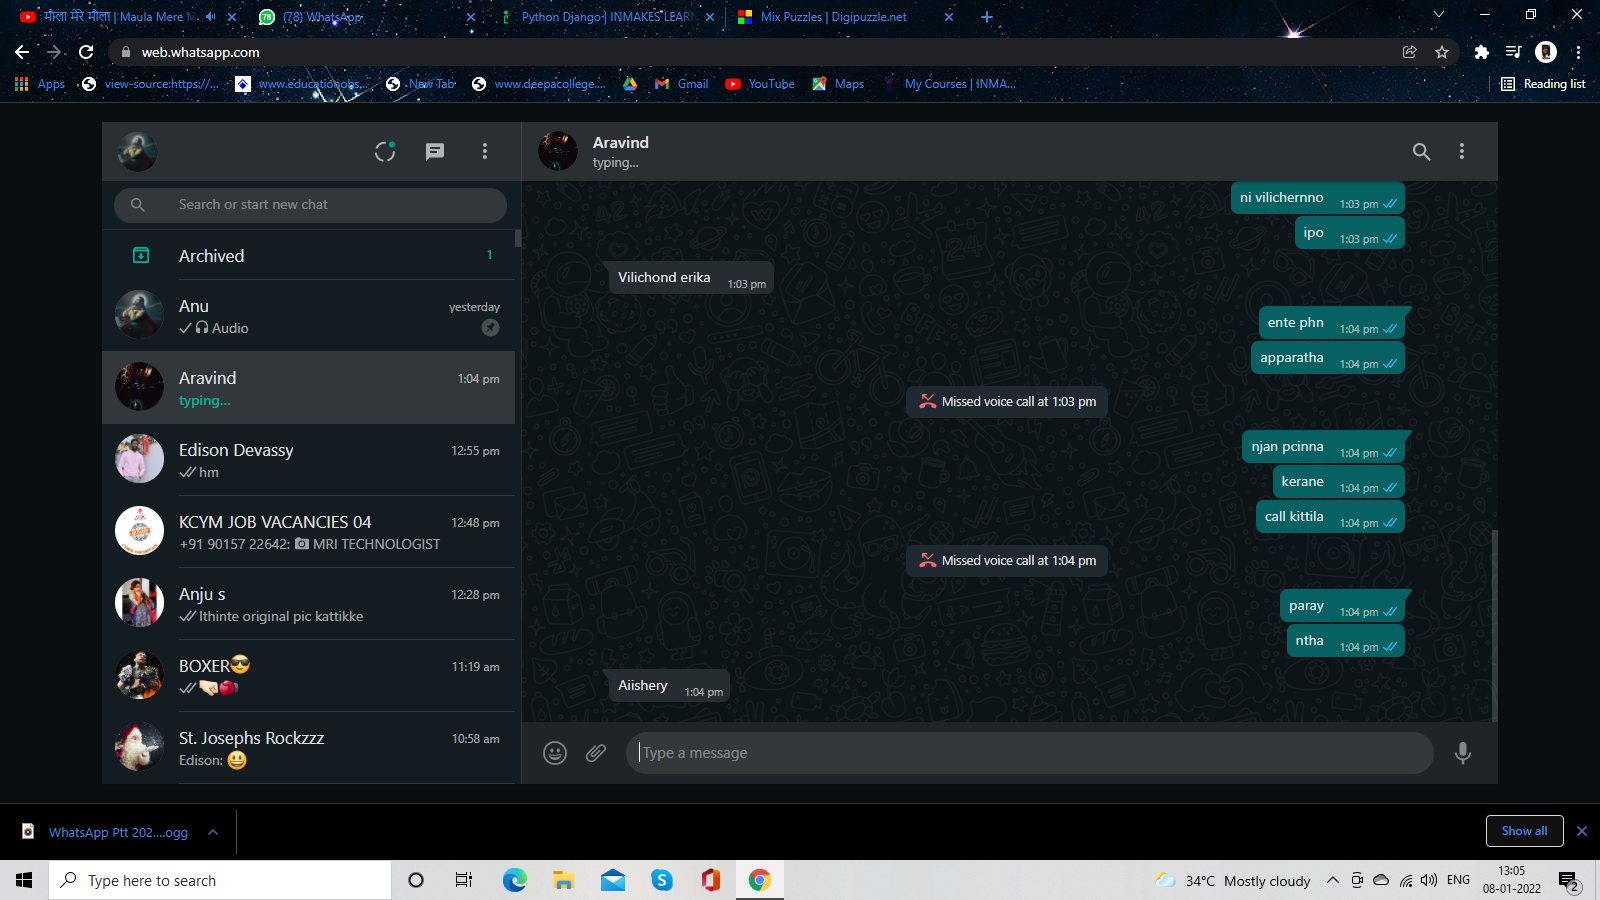 मौला मेरे मौला | Maula Mere M
(78) WhatsApp
Python Django | INMAKES LEARN
Mix Puzzles | Digipuzzle.net
web.whatsapp.com
Apps
view-source:https://...
www.educationobs...
New Tab
www.deepacollege....
Gmail
YouTube
Maps
My Courses | INMA...
Reading list
Search or start new chat
Archived
1
Anu
yesterday
Audio
Aravind
1:04 pm
typing...
Edison Devassy
12:55 pm
hm
KCYM JOB VACANCIES 04
12:48 pm
+91 90157 22642: 📷 MRI TECHNOLOGIST
Anju s
12:28 pm
Ithinte original pic kattikke
BOXER😎
11:19 am
🤛🏻🥊
St. Josephs Rockzzz
10:58 am
Edison: 😃
Aravind
typing...
ni vilichernno 1:03 pm
ipo 1:03 pm
Vilichond erika 1:03 pm
ente phn 1:04 pm
apparatha 1:04 pm
Missed voice call at 1:03 pm
njan pcinna 1:04 pm
kerane 1:04 pm
call kittila 1:04 pm
Missed voice call at 1:04 pm
paray 1:04 pm
ntha 1:04 pm
Aiishery 1:04 pm
Type a message
WhatsApp Ptt 202....ogg
Show all
Type here to search
34°C Mostly cloudy
ENG
13:05
08-01-2022
2